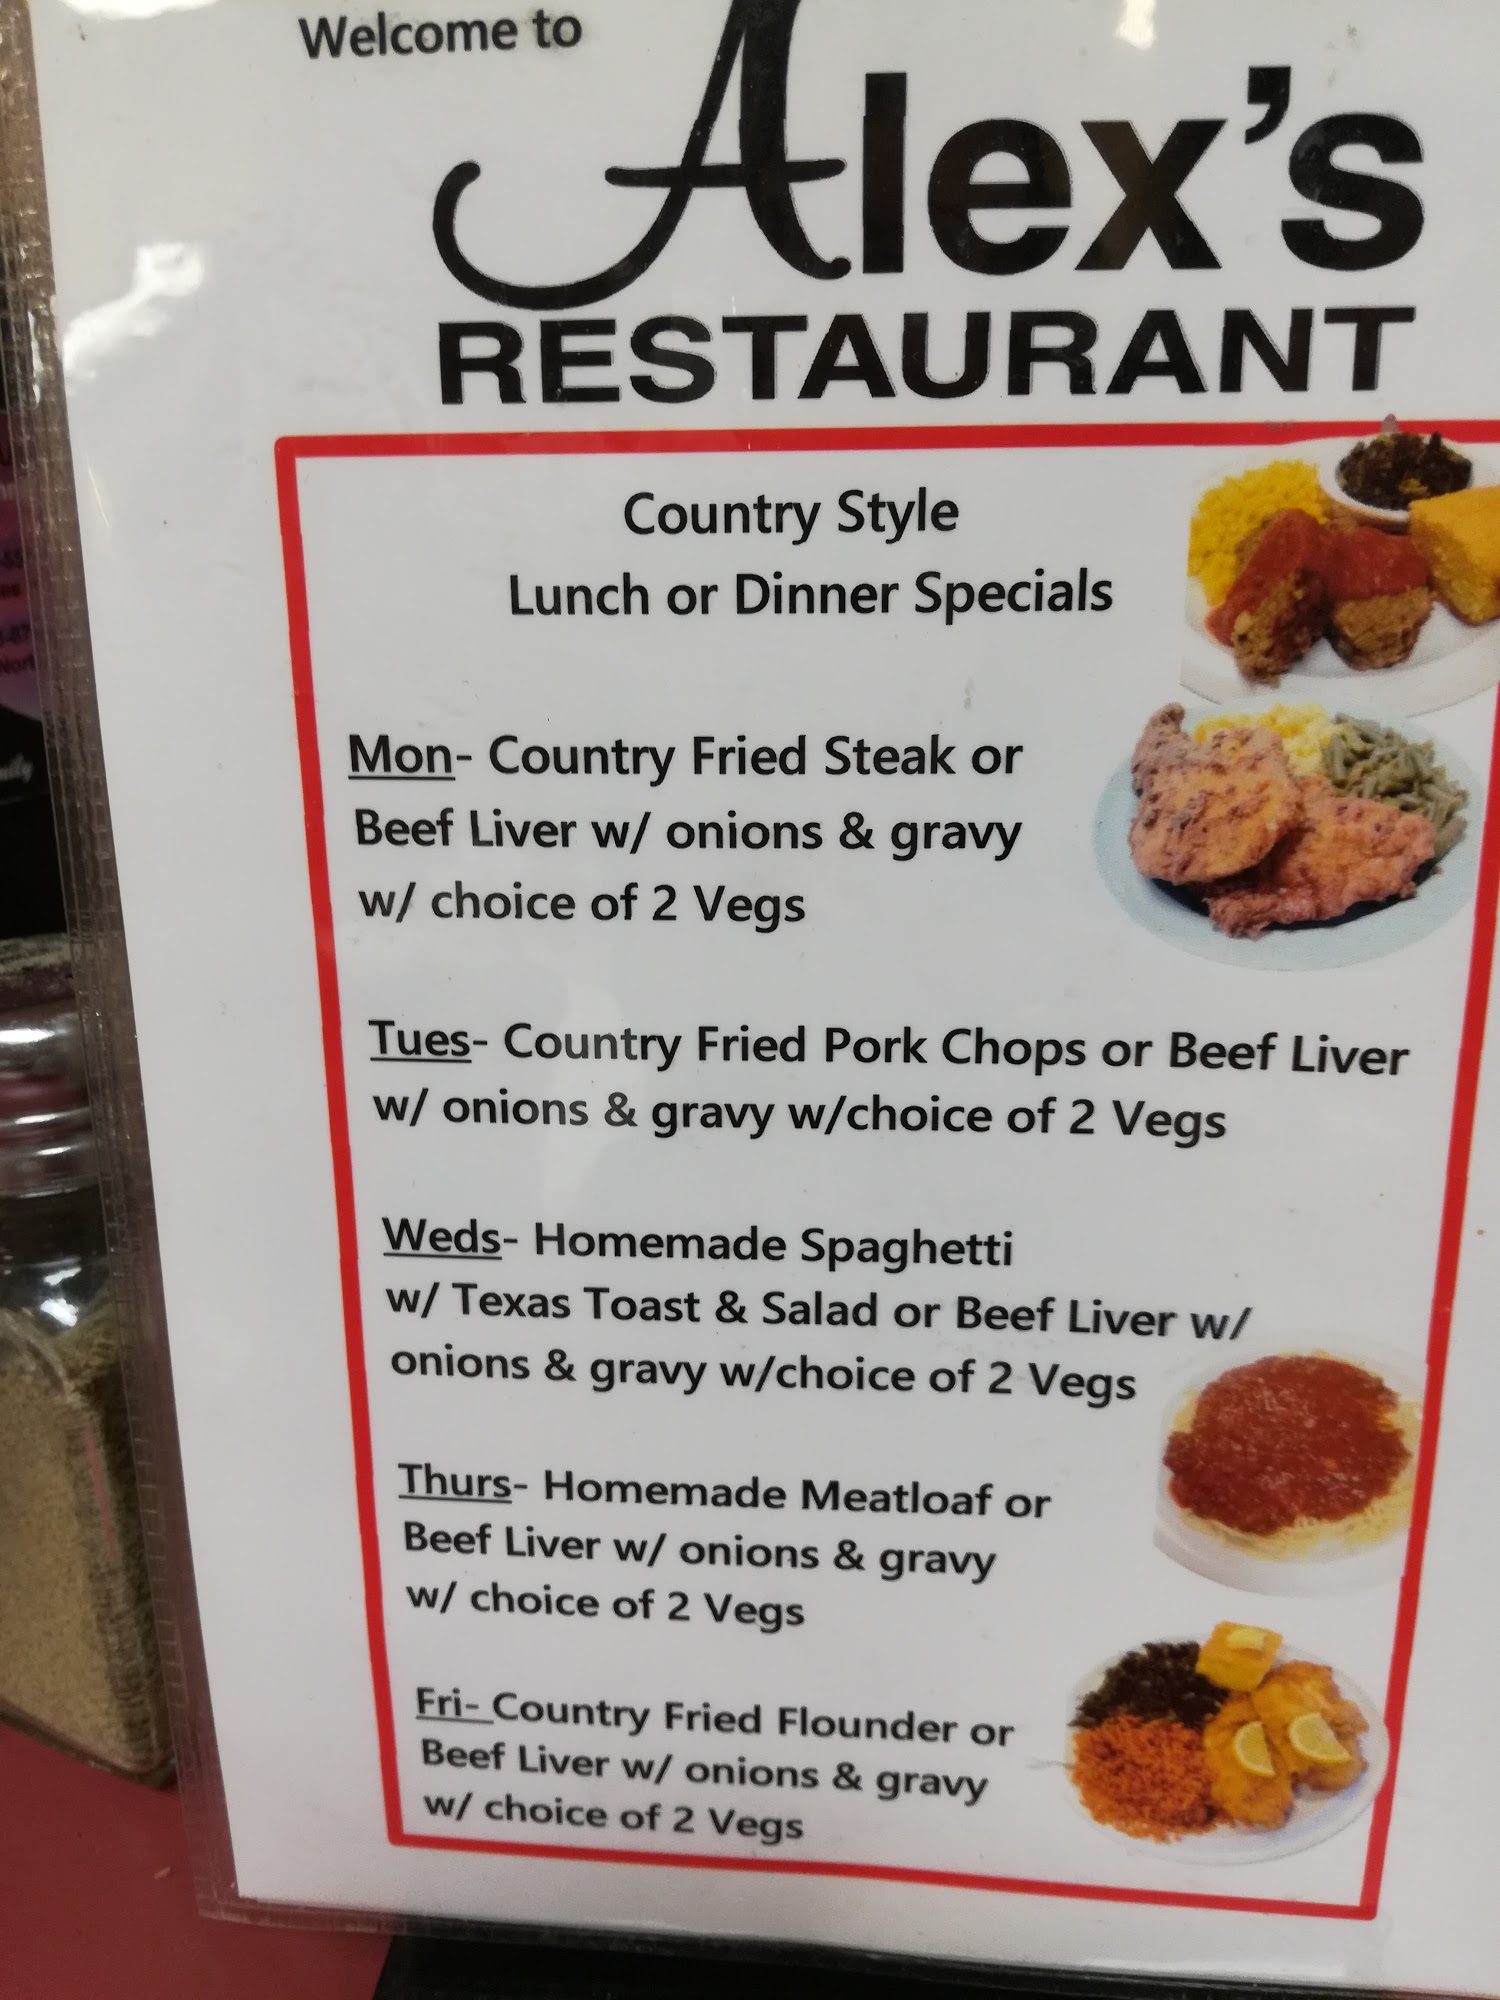 Welcome to
Alex's
RESTAURANT
Country Style
Lunch or Dinner Specials
Mon- Country Fried Steak or
Beef Liver w/ onions & gravy
w/ choice of 2 Vegs
Tues- Country Fried Pork Chops or Beef Liver
w/ onions & gravy w/choice of 2 Vegs
Weds- Homemade Spaghetti
w/ Texas Toast & Salad or Beef Liver w/
onions & gravy w/choice of 2 Vegs
Thurs- Homemade Meatloaf or
Beef Liver w/ onions & gravy
w/ choice of 2 Vegs
Fri- Country Fried Flounder or
Beef Liver w/ onions & gravy
w/ choice of 2 Vegs